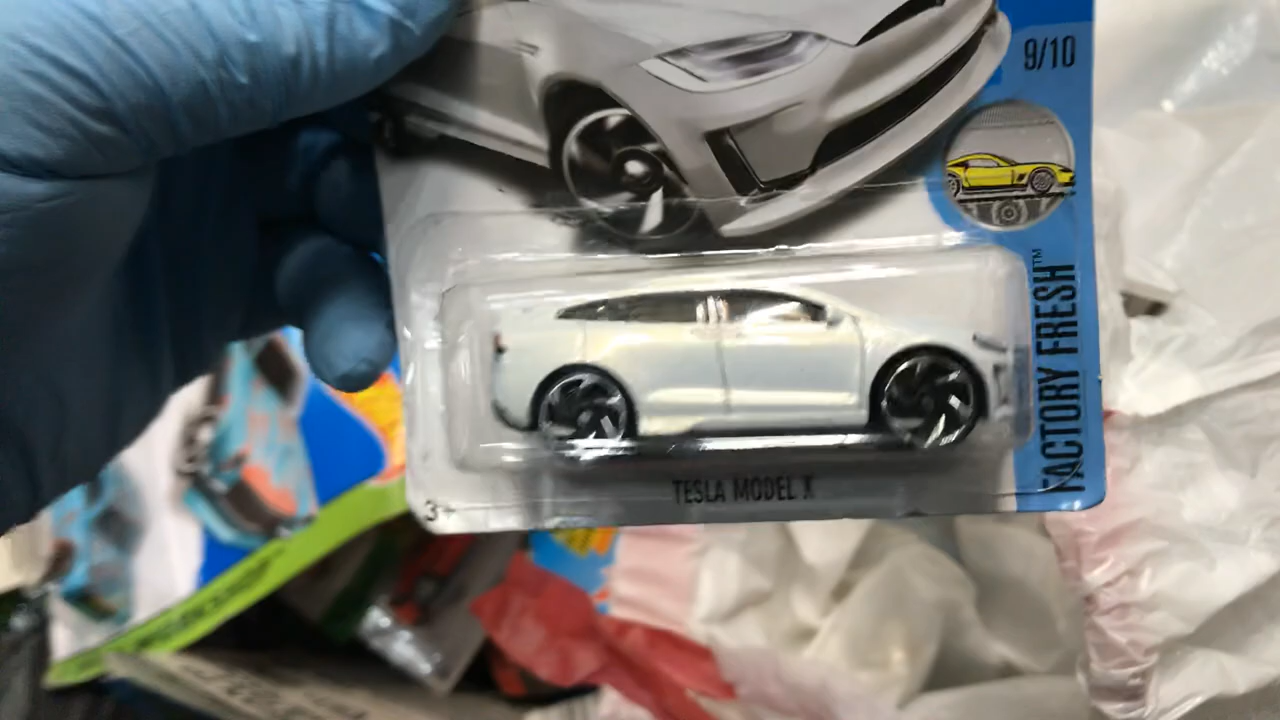 9/10
FACTORY FRESH™
TESLA MODEL X
3+